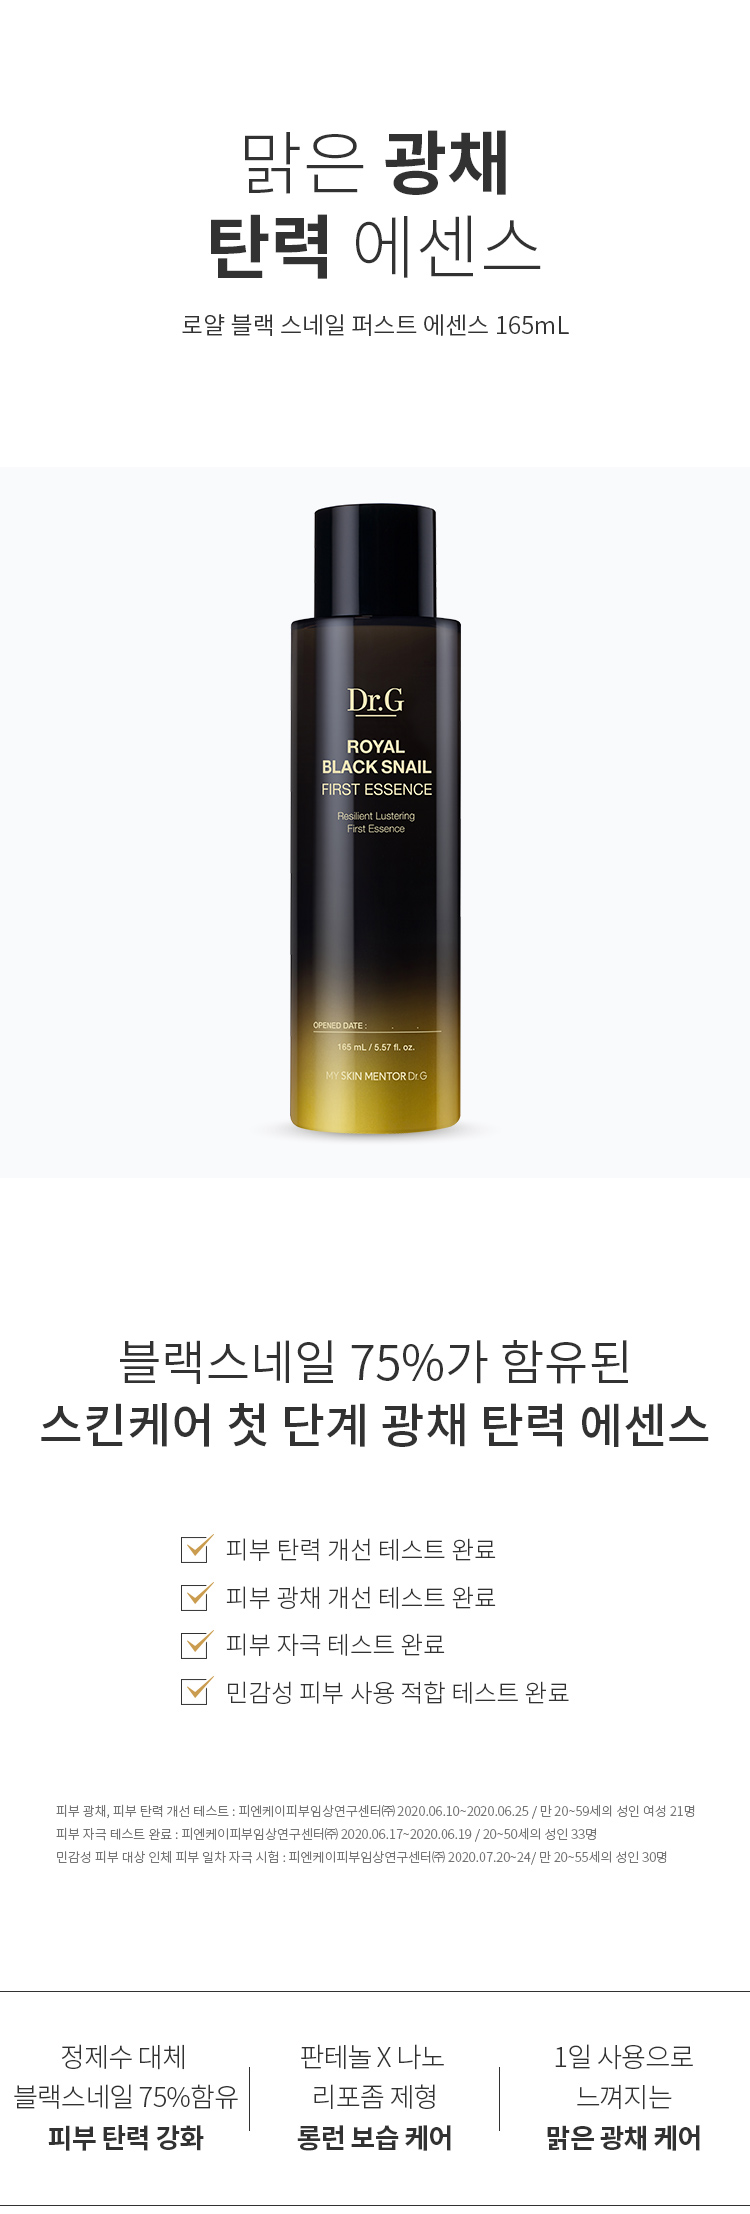 맑은 광채
탄력 에센스
로얄 블랙 스네일 퍼스트 에센스 165mL
Dr.G
ROYAL
BLACK SNAIL
FIRST ESSENCE
Resilient Lustering
First Essence
OPENED DATE : . .
165 mL / 5.57 fl. oz.
MY SKIN MENTOR Dr.G
블랙스네일 75%가 함유된
스킨케어 첫 단계 광채 탄력 에센스
피부 탄력 개선 테스트 완료
피부 광채 개선 테스트 완료
피부 자극 테스트 완료
민감성 피부 사용 적합 테스트 완료
피부 광채, 피부 탄력 개선 테스트 : 피엔케이피부임상연구센터㈜ 2020.06.10~2020.06.25 / 만 20~59세의 성인 여성 21명
피부 자극 테스트 완료 : 피엔케이피부임상연구센터㈜ 2020.06.17~2020.06.19 / 20~50세의 성인 33명
민감성 피부 대상 인체 피부 일차 자극 시험 : 피엔케이피부임상연구센터㈜ 2020.07.20~24/ 만 20~55세의 성인 30명
정제수 대체
블랙스네일 75%함유
피부 탄력 강화
판테놀 X 나노
리포좀 제형
롱런 보습 케어
1일 사용으로
느껴지는
맑은 광채 케어